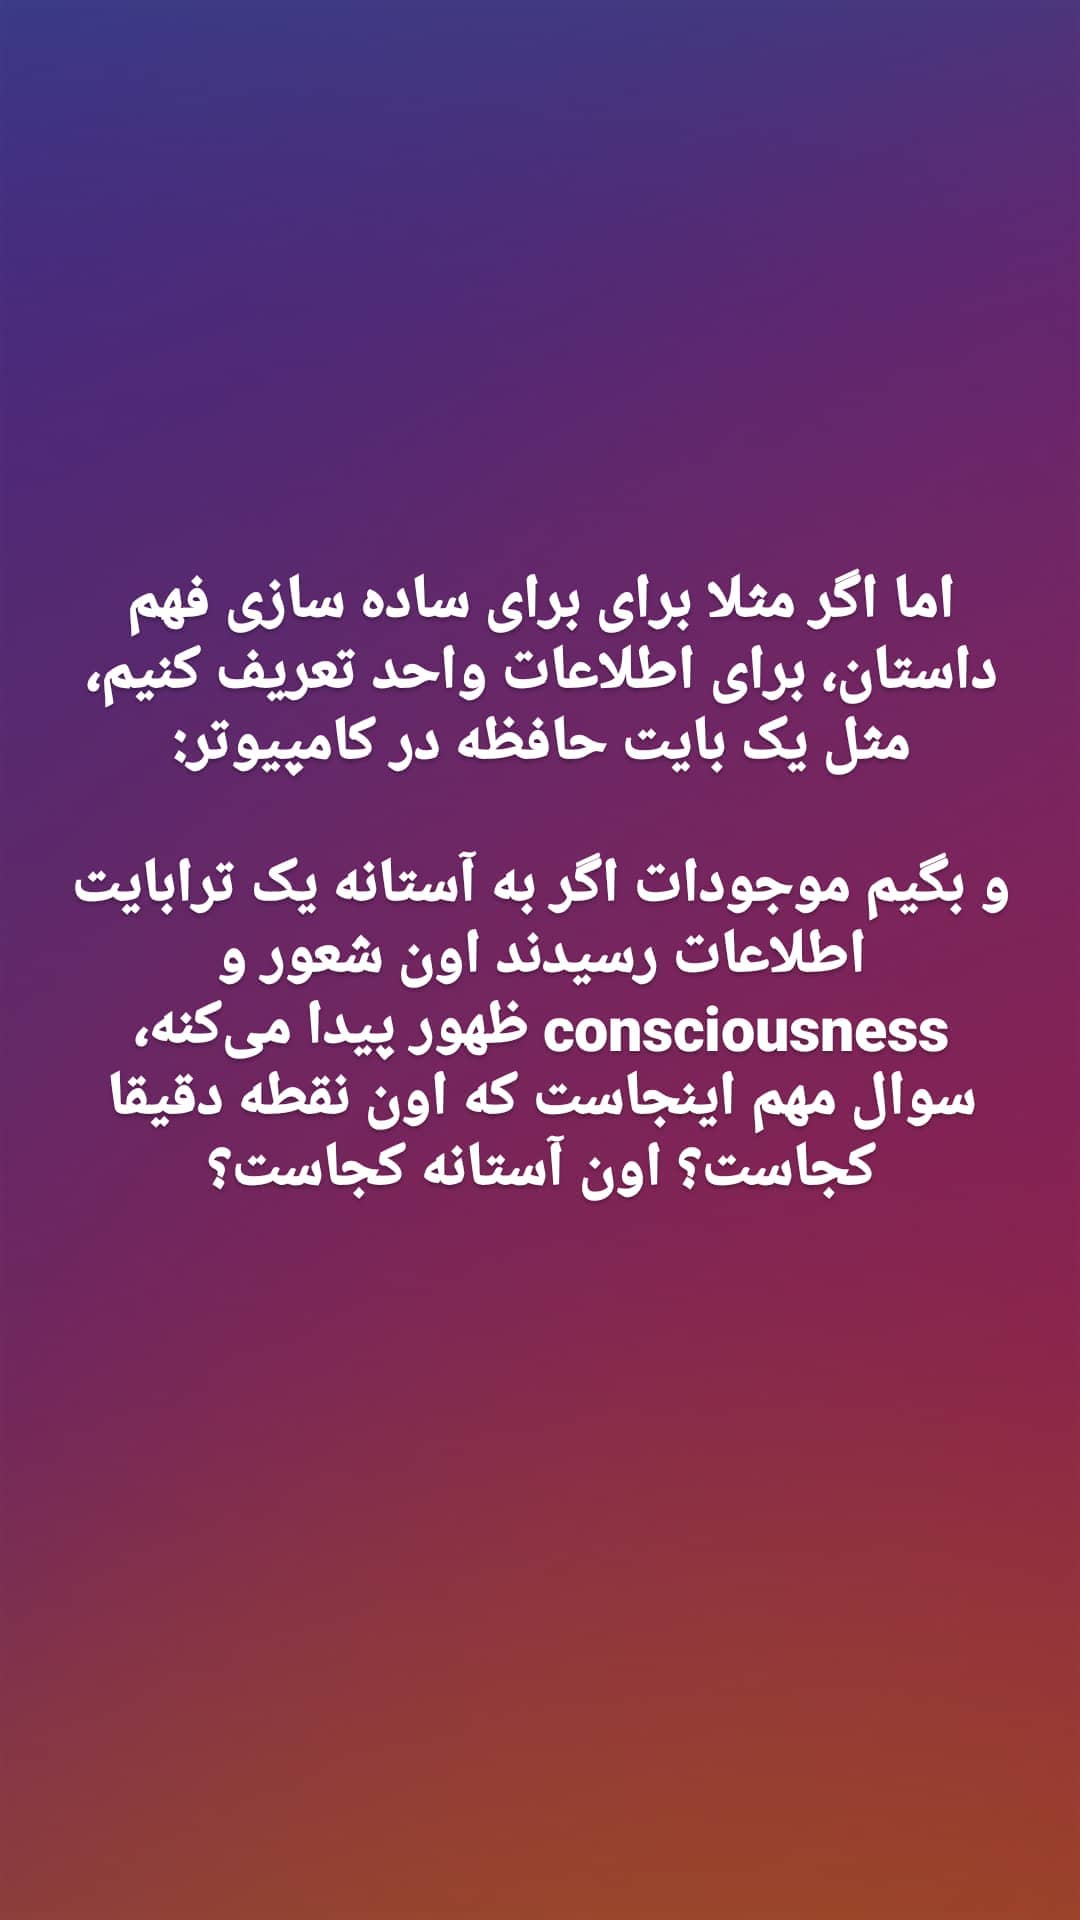 اما اگر مثلا برای برای ساده سازی فهم
داستان، برای اطلاعات واحد تعریف کنیم،
مثل یک بایت حافظه در کامپیوتر:
و بگیم موجودات اگر به آستانه یک ترابایت
اطلاعات رسیدند اون شعور و
consciousness ظهور پیدا می‌کنه،
سوال مهم اینجاست که اون نقطه دقیقا
کجاست؟ اون آستانه کجاست؟